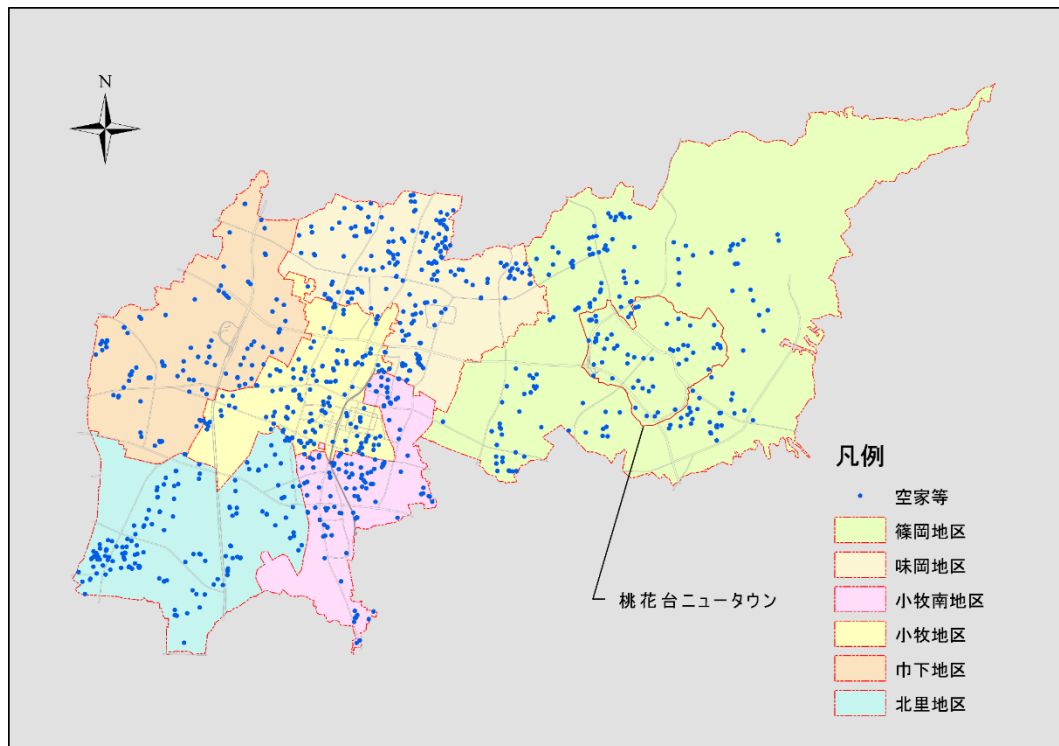 N
凡例
空家等
篠岡地区
味岡地区
小牧南地区
小牧地区
巾下地区
北里地区
桃花台ニュータウン